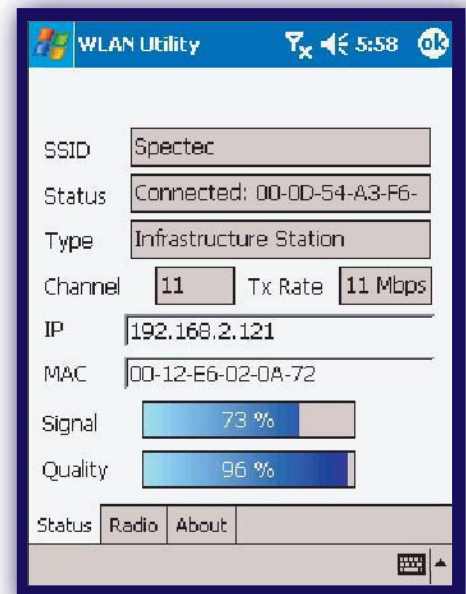 WLAN Utility 5:58 ok
SSID Spectec
Status Connected: 00-0D-54-A3-F6-
Type Infrastructure Station
Channel 11 Tx Rate 11 Mbps
IP 192.168.2.121
MAC 00-12-E6-02-0A-72
Signal 73 %
Quality 96 %
Status Radio About